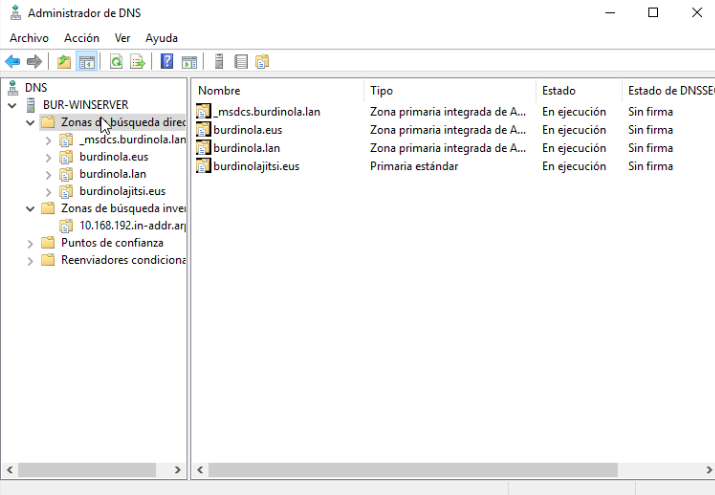 Administrador de DNS
Archivo Acción Ver Ayuda
DNS
BUR-WINSERVER
Zonas de búsqueda direc
_msdcs.burdinola.lan
burdinola.eus
burdinola.lan
burdinolajitsi.eus
Zonas de búsqueda inver
10.168.192.in-addr.arp
Puntos de confianza
Reenviadores condiciona
Nombre Tipo Estado Estado de DNSSE
_msdcs.burdinola.lan Zona primaria integrada de A... En ejecución Sin firma
burdinola.eus Zona primaria integrada de A... En ejecución Sin firma
burdinola.lan Zona primaria integrada de A... En ejecución Sin firma
burdinolajitsi.eus Primaria estándar En ejecución Sin firma